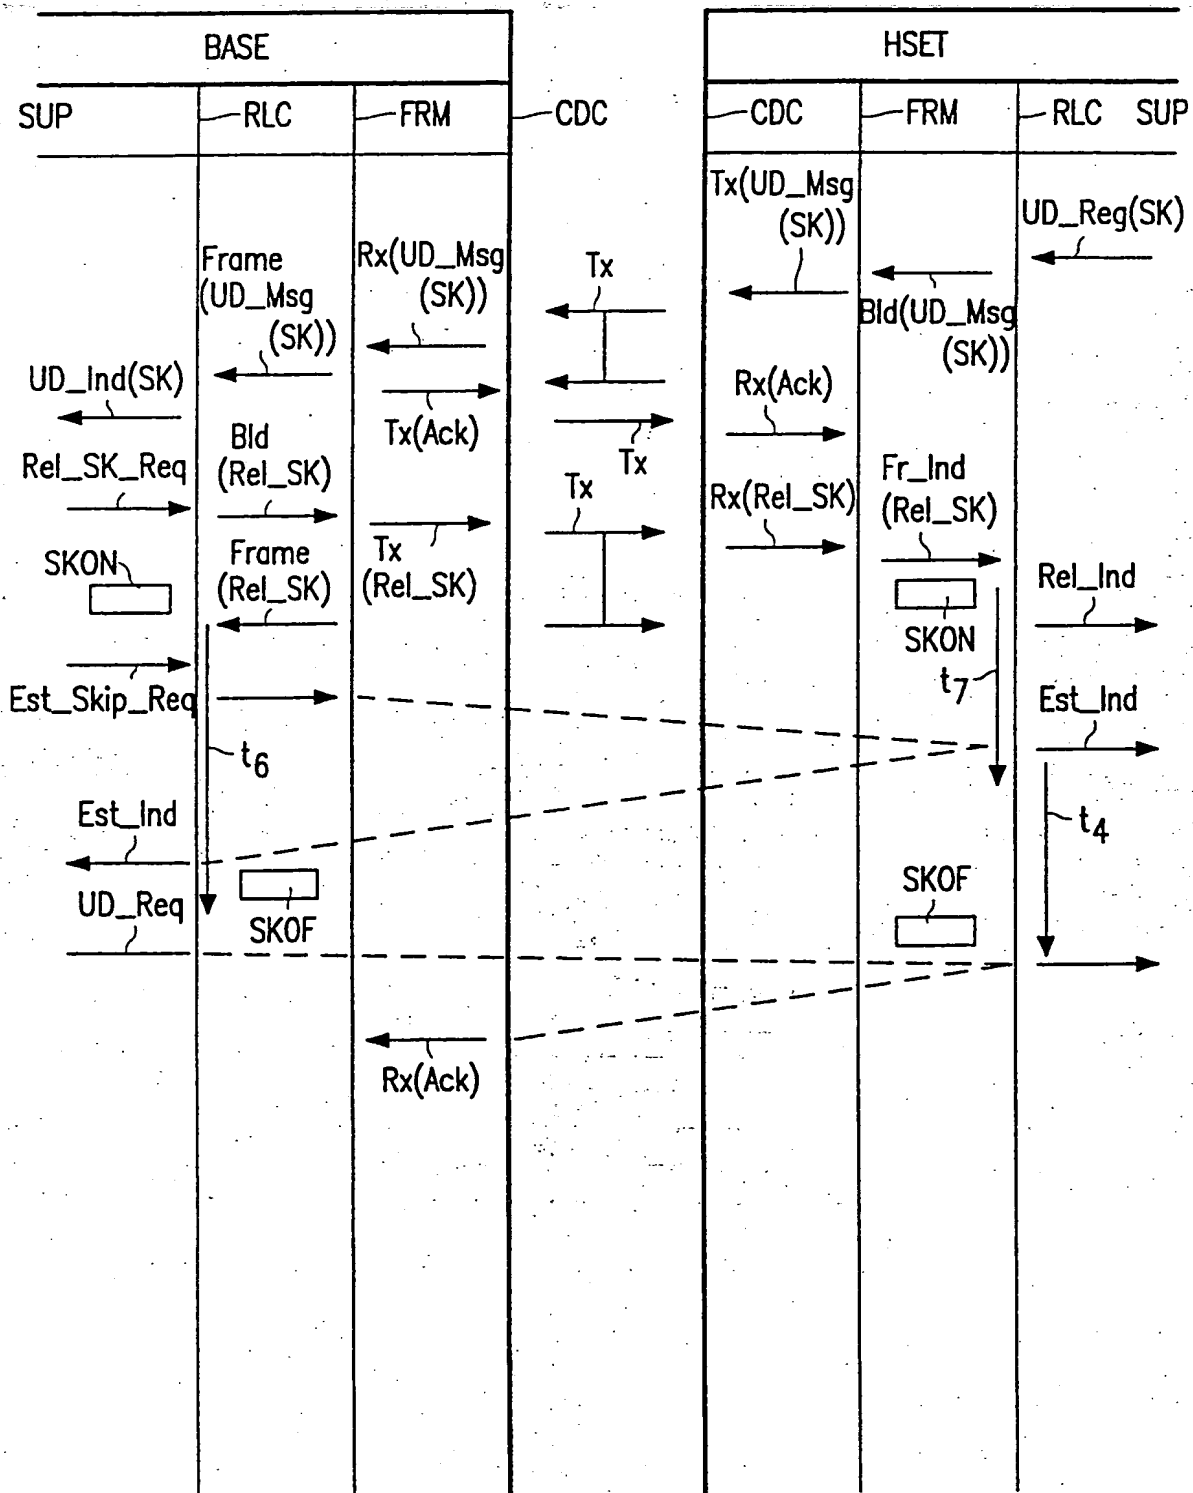 BASE
HSET
SUP
RLC
FRM
CDC
CDC
FRM
RLC
SUP
Tx(UD_Msg
(SK))
UD_Reg(SK)
Frame
(UD_Msg
(SK))
Rx(UD_Msg
(SK))
Tx
Bld(UD_Msg
(SK))
UD_Ind(SK)
Tx(Ack)
Tx
Rx(Ack)
Rel_SK_Req
Bld
(Rel_SK)
Tx
Rx(Rel_SK)
Fr_Ind
(Rel_SK)
SKON
Frame
(Rel_SK)
Tx
(Rel_SK)
SKON
Rel_Ind
Est_Skip_Req
t7
Est_Ind
t6
Est_Ind
t4
UD_Req
SKOF
SKOF
Rx(Ack)